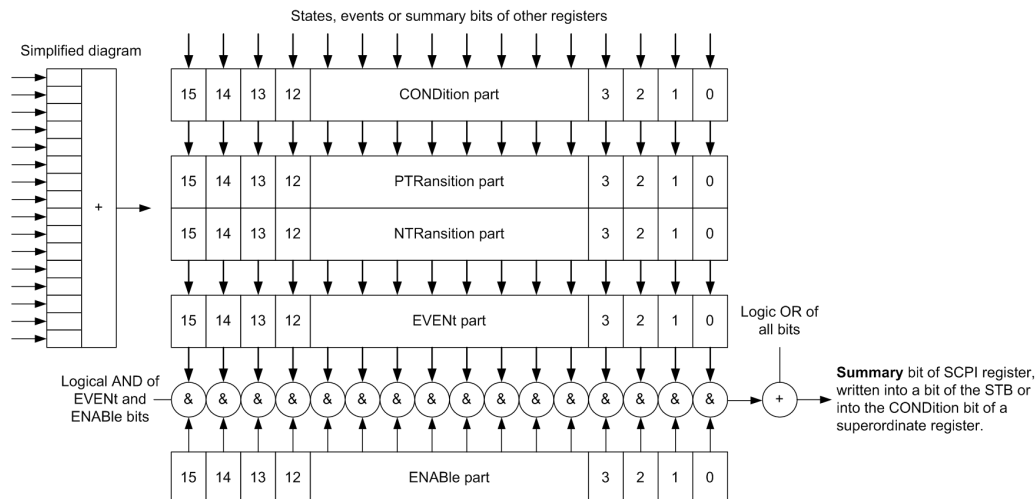 States, events or summary bits of other registers
Simplified diagram
15 14 13 12 CONDition part 3 2 1 0
15 14 13 12 PTRansition part 3 2 1 0
+
15 14 13 12 NTRansition part 3 2 1 0
15 14 13 12 EVENt part 3 2 1 0
Logic OR of
all bits
Logical AND of
EVENt and
ENABle bits
& & & & & & & & & & & & & & & &
+
Summary bit of SCPI register,
written into a bit of the STB or
into the CONDition bit of a
superordinate register.
15 14 13 12 ENABle part 3 2 1 0